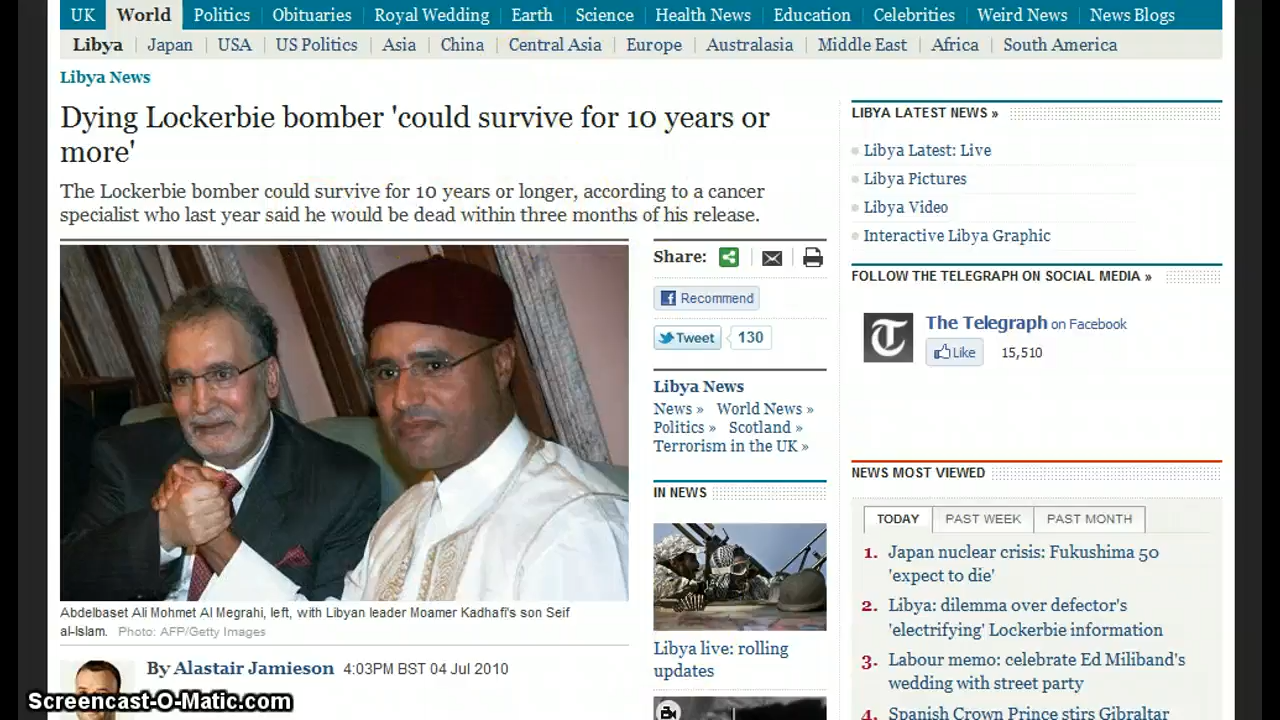 UK World Politics Obituaries Royal Wedding Earth Science Health News Education Celebrities Weird News News Blogs
Libya Japan USA US Politics Asia China Central Asia Europe Australasia Middle East Africa South America
Libya News
Dying Lockerbie bomber 'could survive for 10 years or
more'
The Lockerbie bomber could survive for 10 years or longer, according to a cancer
specialist who last year said he would be dead within three months of his release.
Abdelbaset Ali Mohmet Al Megrahi, left, with Libyan leader Moamer Kadhafi's son Seif
al-Islam. Photo: AFP/Getty Images
By Alastair Jamieson 4:03PM BST 04 Jul 2010
Share:
Recommend
Tweet 130
Libya News
News » World News »
Politics » Scotland »
Terrorism in the UK »
IN NEWS
Libya live: rolling
updates
LIBYA LATEST NEWS »
Libya Latest: Live
Libya Pictures
Libya Video
Interactive Libya Graphic
FOLLOW THE TELEGRAPH ON SOCIAL MEDIA »
The Telegraph on Facebook
Like 15,510
NEWS MOST VIEWED
TODAY PAST WEEK PAST MONTH
1. Japan nuclear crisis: Fukushima 50
'expect to die'
2. Libya: dilemma over defector's
'electrifying' Lockerbie information
3. Labour memo: celebrate Ed Miliband's
wedding with street party
4. Spanish Crown Prince stirs Gibraltar
Screencast-O-Matic.com